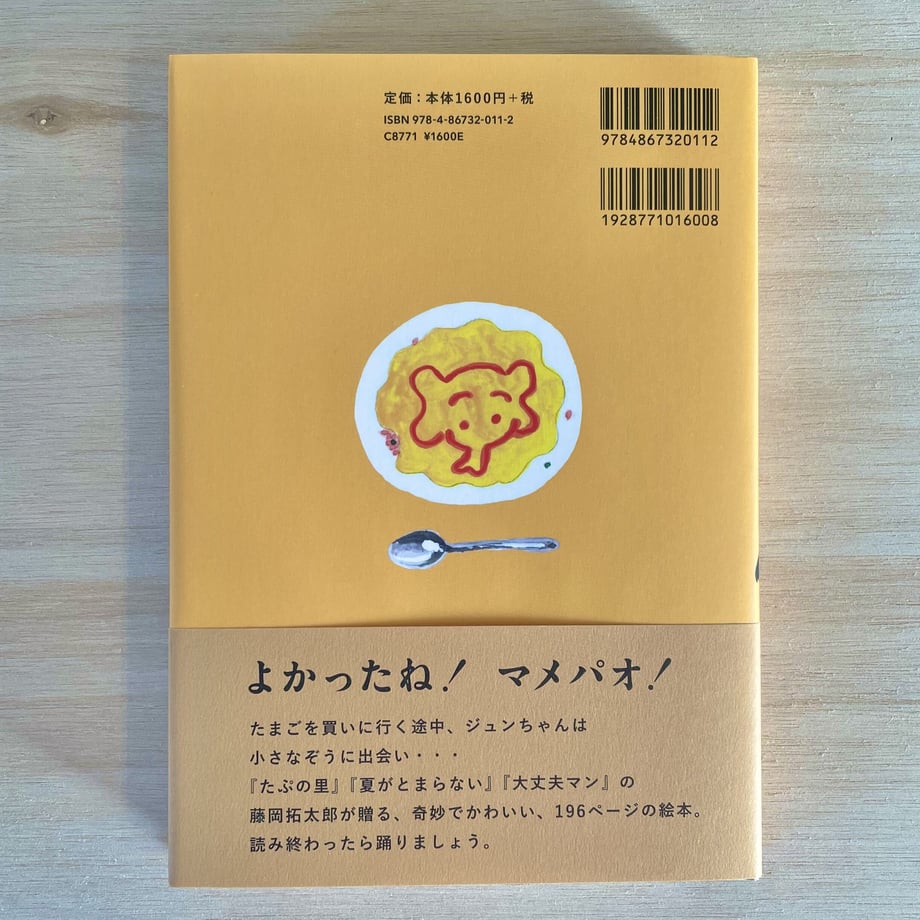 定価：本体1600円＋税
ISBN 978-4-86732-011-2
C8771 ¥1600E
9784867320112
1928771016008
よかったね！ マメパオ！
たまごを買いに行く途中、ジュンちゃんは
小さなぞうに出会い・・・
『たぷの里』『夏がとまらない』『大丈夫マン』の
藤岡拓太郎が贈る、奇妙でかわいい、196ページの絵本。
読み終わったら踊りましょう。